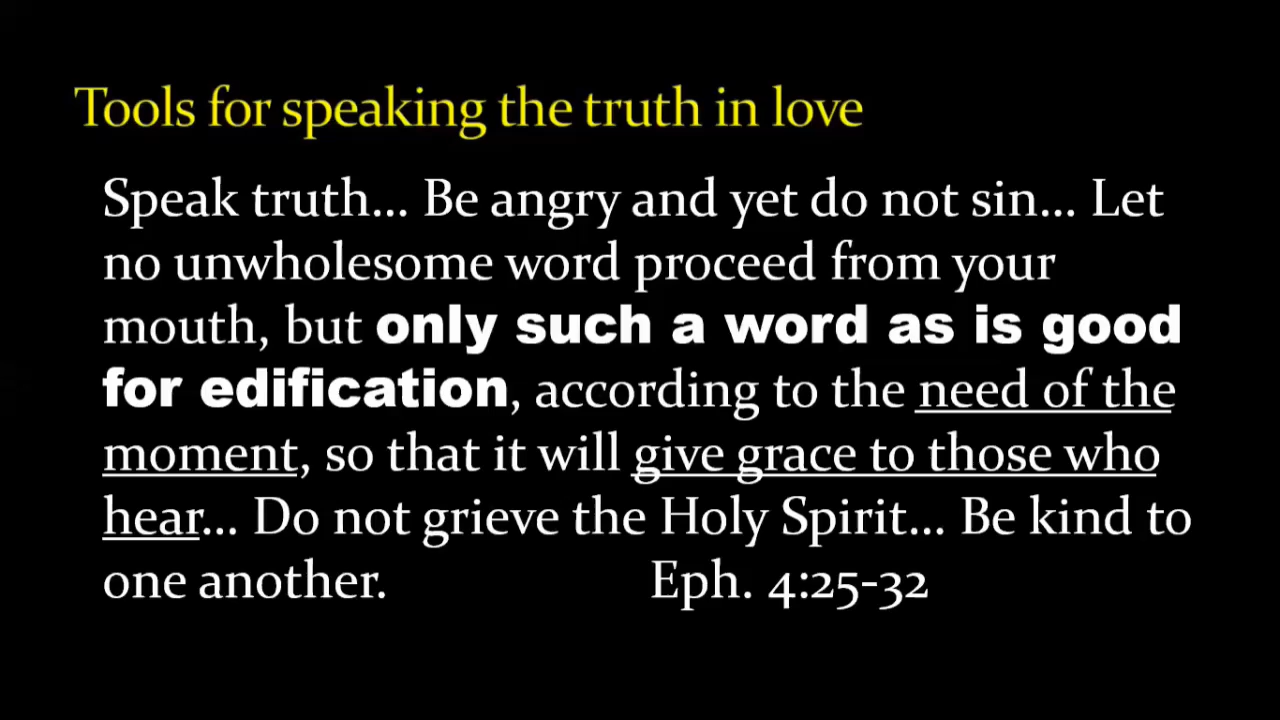 Tools for speaking the truth in love
Speak truth... Be angry and yet do not sin... Let
no unwholesome word proceed from your
mouth, but only such a word as is good
for edification, according to the need of the
moment, so that it will give grace to those who
hear... Do not grieve the Holy Spirit... Be kind to
one another. Eph. 4:25-32